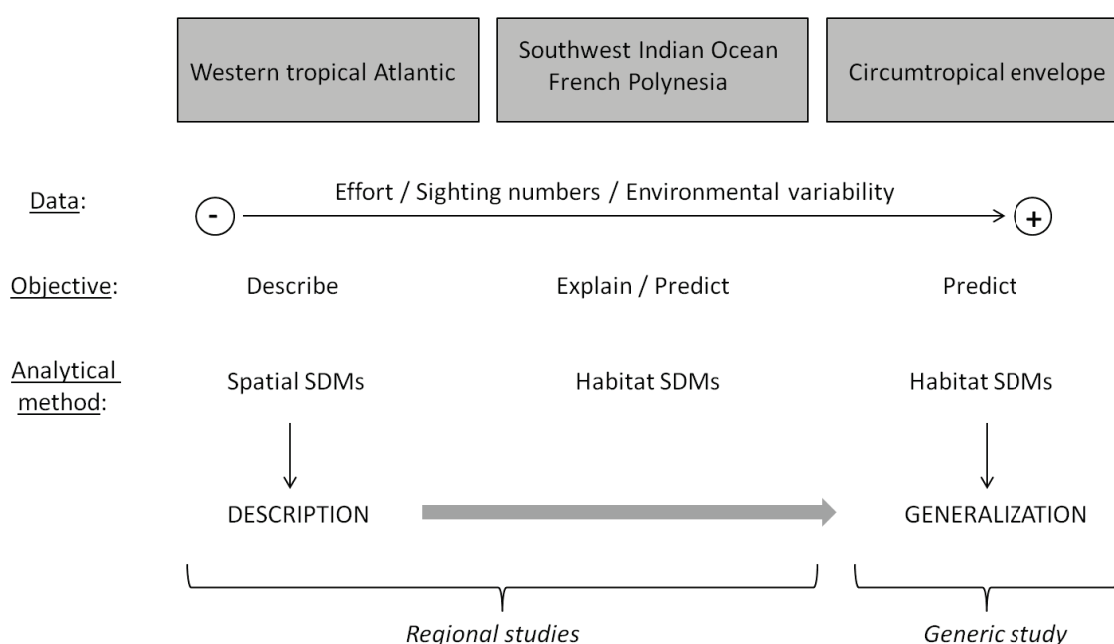 Western tropical Atlantic
Southwest Indian Ocean
French Polynesia
Circumtropical envelope
Data:
Effort / Sighting numbers / Environmental variability
-
+
Objective:
Describe
Explain / Predict
Predict
Analytical
method:
Spatial SDMs
Habitat SDMs
Habitat SDMs
DESCRIPTION
GENERALIZATION
Regional studies
Generic study